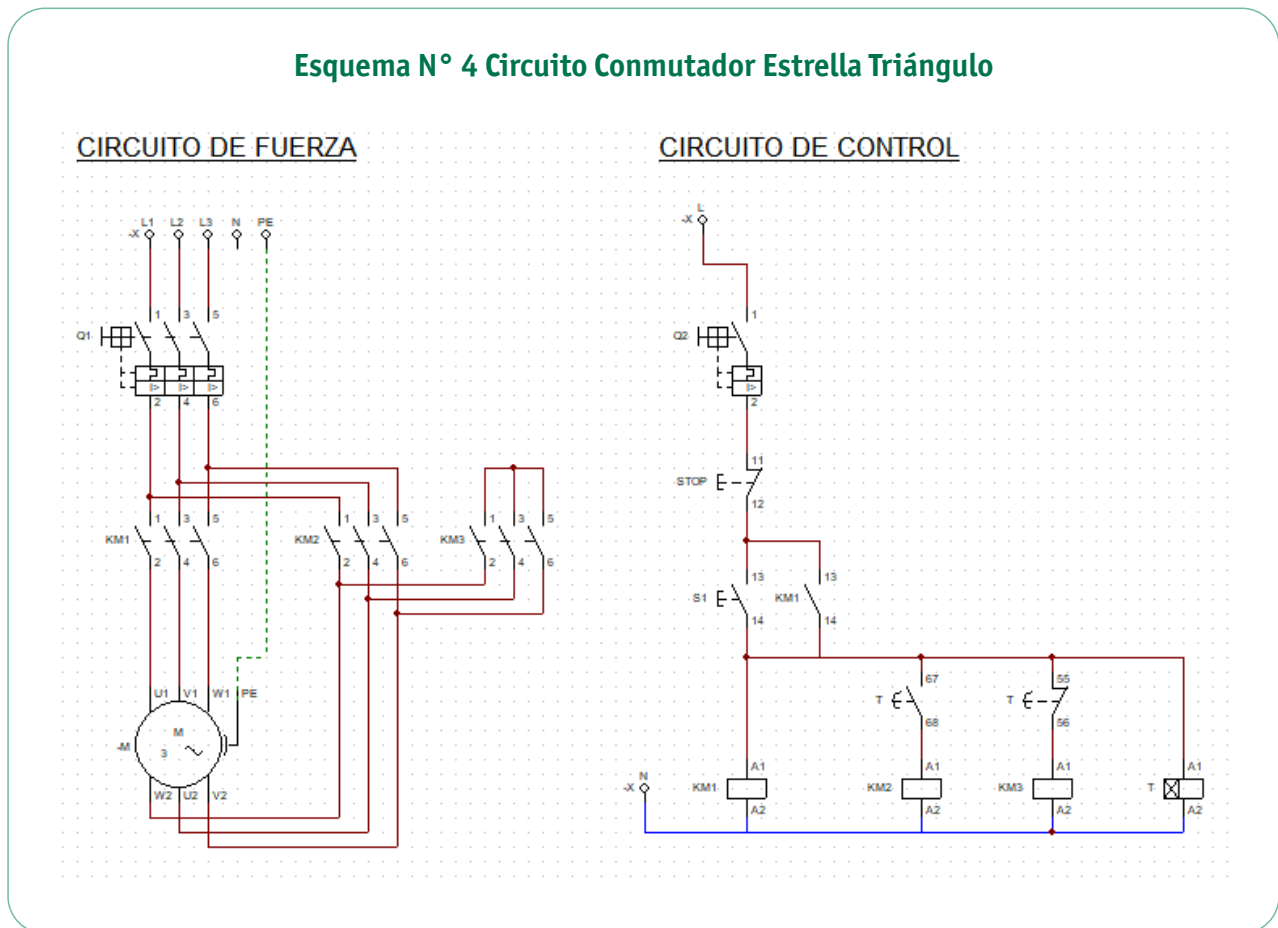 Esquema N° 4 Circuito Conmutador Estrella Triángulo
CIRCUITO DE FUERZA
CIRCUITO DE CONTROL
L1 L2 L3 N PE
-X
1 3 5
Q1
I> I> I>
2 4 6
1 3 5
KM1
2 4 6
1 3 5
KM2
2 4 6
1 3 5
KM3
2 4 6
U1 V1 W1 PE
M
-M
3
W2 U2 V2
L
-X
1
Q2
I>
2
11
STOP
12
13
S1
14
13
KM1
14
67
T
68
55
T
56
N
-X
A1
KM1
A2
A1
KM2
A2
A1
KM3
A2
A1
T
A2